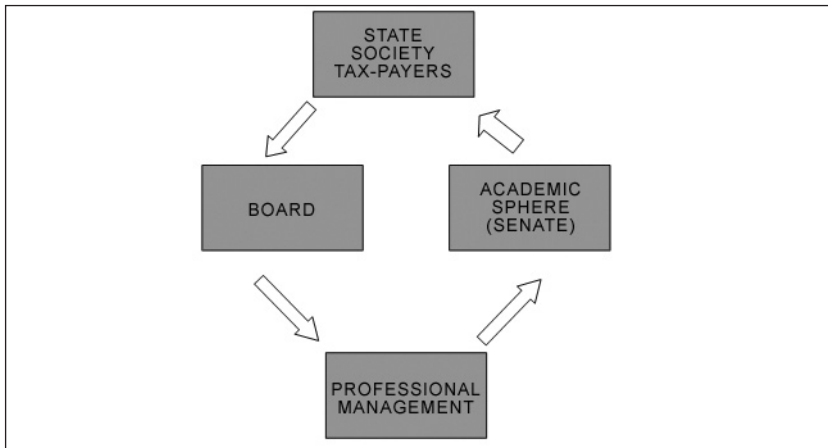 STATE
SOCIETY
TAX-PAYERS
BOARD
ACADEMIC
SPHERE
(SENATE)
PROFESSIONAL
MANAGEMENT